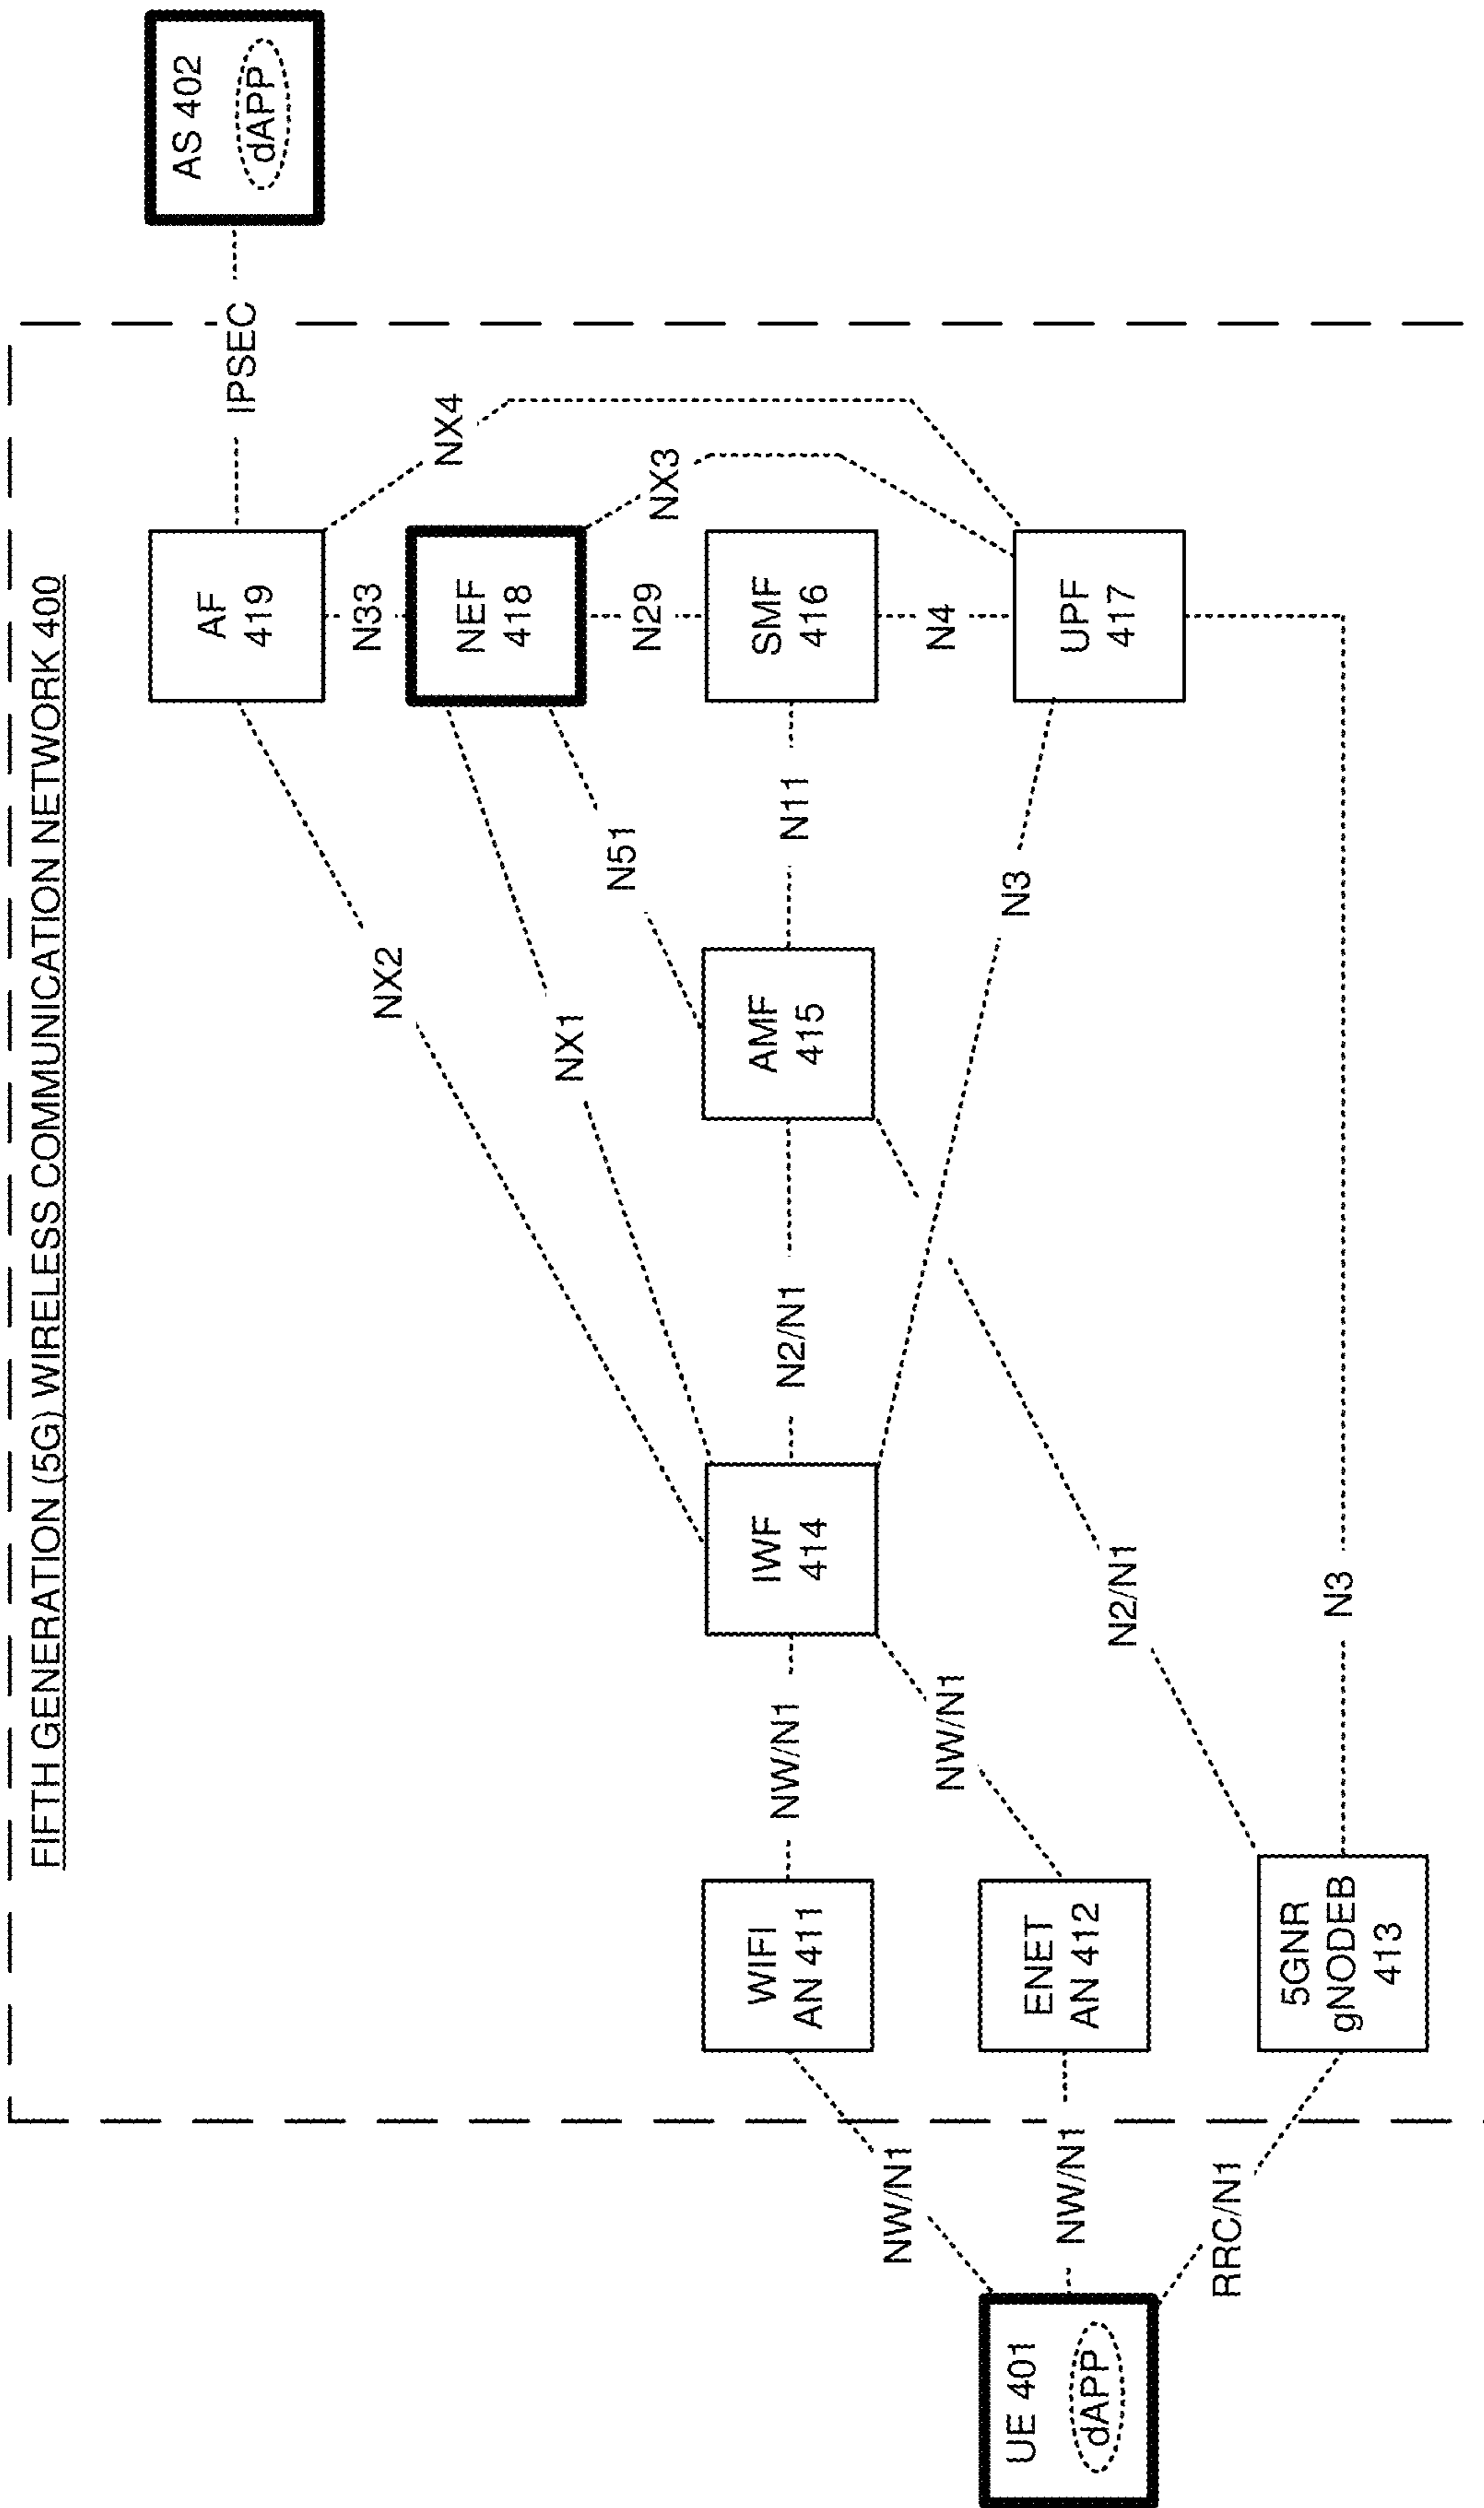 FIFTH GENERATION (5G) WIRELESS COMMUNICATION NETWORK 400
AS 402
dAPP
IPSEC
AF
419
NX4
NX2
N33
NEF
418
NX3
NX1
N51
N29
WIFI
AN 411
NW/N1
IWF
414
N2/N1
AMF
415
N11
SMF
416
NW/N1
NW/N1
N3
N4
UE 401
dAPP
NW/N1
ENET
AN 412
UPF
417
N2/N1
RRC/N1
5GNR
gNODEB
413
N3